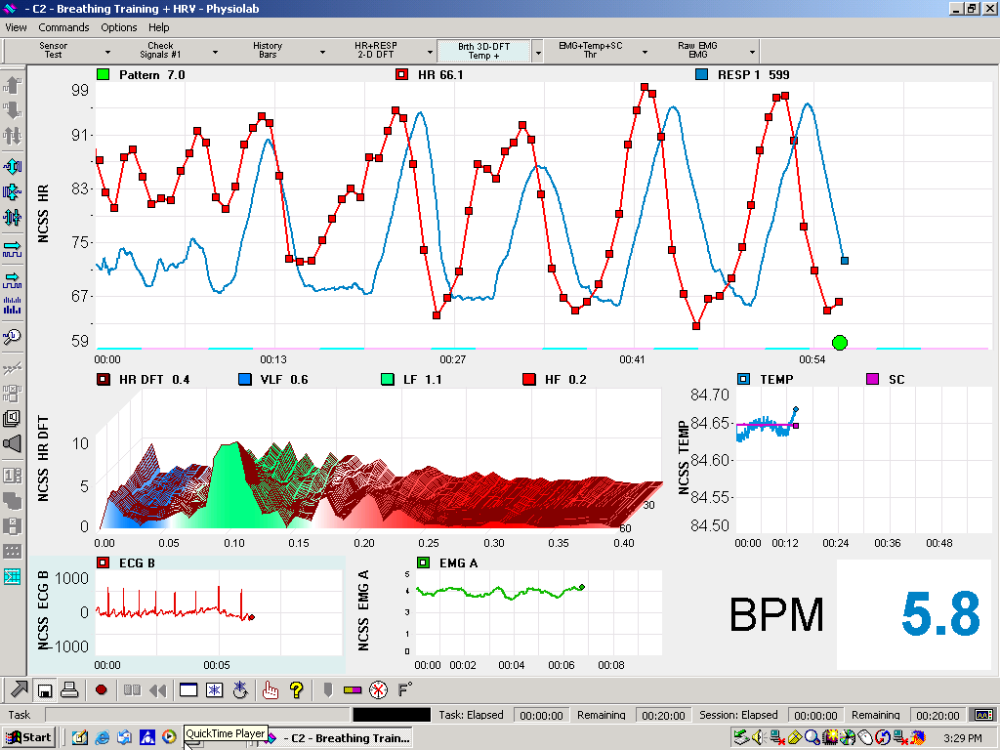 - C2 - Breathing Training + HRV - Physiolab
View Commands Options Help
Sensor Test
Check Signals #1
History Bars
HR+RESP 2-D DFT
Brth 3D-DFT Temp +
EMG+Temp+SC Thr
Raw EMG EMG
Pattern 7.0 HR 66.1 RESP 1 599
NCSS HR
99
91
83
75
67
59
00:00 00:13 00:27 00:41 00:54
HR DFT 0.4 VLF 0.6 LF 1.1 HF 0.2
NCSS HR DFT
10
5
0
30
60
0.00 0.05 0.10 0.15 0.20 0.25 0.30 0.35 0.40
TEMP SC
NCSS TEMP
84.70
84.65
84.60
84.55
84.50
00:00 00:12 00:24 00:36 00:48
ECG B
NCSS ECG B
1000
0
-1000
00:00 00:05
EMG A
NCSS EMG A
5
4
3
1
0
00:00 00:02 00:04 00:06 00:08
BPM 5.8
F°
Task Task: Elapsed 00:00:00 Remaining 00:20:00 Session: Elapsed 00:00:00 Remaining 00:20:00
Start QuickTime Player - C2 - Breathing Train... 3:29 PM